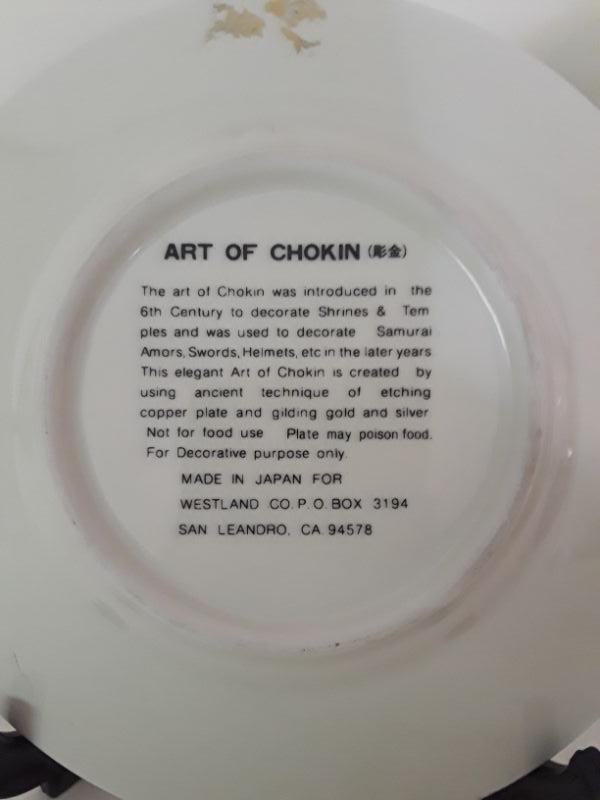 ART OF CHOKIN (彫金)
The art of Chokin was introduced in the
6th Century to decorate Shrines & Tem
ples and was used to decorate Samurai
Amors, Swords, Helmets, etc in the later years
This elegant Art of Chokin is created by
using ancient technique of etching
copper plate and gilding gold and silver
Not for food use Plate may poison food.
For Decorative purpose only.
MADE IN JAPAN FOR
WESTLAND CO. P. O. BOX 3194
SAN LEANDRO, CA. 94578